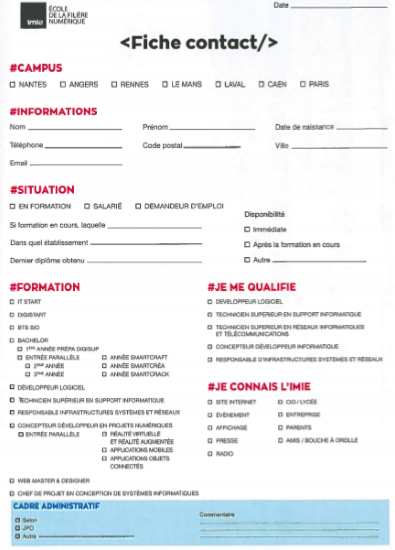 imie
ÉCOLE
DE LA FILIÈRE
NUMÉRIQUE
Date
<Fiche contact/>
#CAMPUS
NANTES ANGERS RENNES LE MANS LAVAL CAEN PARIS
#INFORMATIONS
Nom Prénom Date de naissance
Téléphone Code postal Ville
Email
#SITUATION
EN FORMATION SALARIÉ DEMANDEUR D'EMPLOI
Si formation en cours, laquelle
Dans quel établissement
Dernier diplôme obtenu
Disponibilité
Immédiate
Après la formation en cours
Autre
#FORMATION
IT START
DIGISTART
BTS SIO
BACHELOR
1ÈRE ANNÉE PRÉPA DIGISUP
ENTRÉE PARALLÈLE ANNÉE SMARTCRAFT
2ÈME ANNÉE ANNÉE SMARTCRÉA
3ÈME ANNÉE ANNÉE SMARTCRACK
DÉVELOPPEUR LOGICIEL
TECHNICIEN SUPÉRIEUR EN SUPPORT INFORMATIQUE
RESPONSABLE INFRASTRUCTURES SYSTÈMES ET RÉSEAUX
CONCEPTEUR DÉVELOPPEUR EN PROJETS NUMÉRIQUES
ENTRÉE PARALLÈLE RÉALITÉ VIRTUELLE
ET RÉALITÉ AUGMENTÉE
APPLICATIONS MOBILES
APPLICATIONS OBJETS
CONNECTÉS
WEB MASTER & DESIGNER
CHEF DE PROJET EN CONCEPTION DE SYSTÈMES INFORMATIQUES
#JE ME QUALIFIE
DEVELOPPEUR LOGICIEL
TECHNICIEN SUPERIEUR EN SUPPORT INFORMATIQUE
TECHNICIEN SUPERIEUR EN RÉSEAUX INFORMATIQUES
ET TÉLÉCOMMUNICATIONS
CONCEPTEUR DÉVELOPPEUR INFORMATIQUE
RESPONSABLE D'INFRASTRUCTURES SYSTÈMES ET RÉSEAUX
#JE CONNAIS L'IMIE
SITE INTERNET CIO / LYCÉE
ÉVÈNEMENT ENTREPRISE
AFFICHAGE PARENTS
PRESSE AMIS / BOUCHE À OREILLE
RADIO
CADRE ADMINISTRATIF
Salon
JPO
Autre
Commentaire